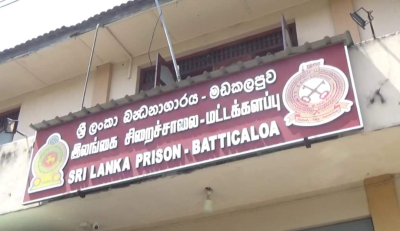 ශ්‍රී ලංකා බන්ධනාගාරය - මඩකලපුව
இலங்கை சிறைச்சாலை - மட்டக்களப்பு
SRI LANKA PRISON - BATTICALOA